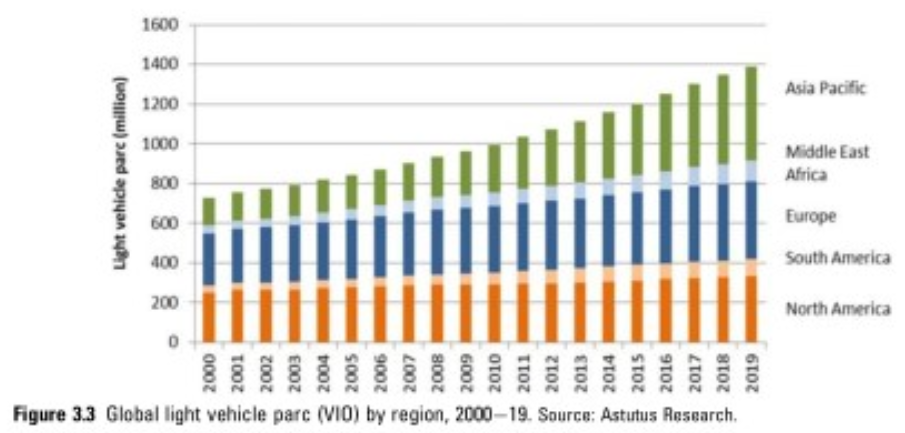 1600
1400
1200
1000
800
600
400
200
0
Light vehicle parc (million)
2000 2001 2002 2003 2004 2005 2006 2007 2008 2009 2010 2011 2012 2013 2014 2015 2016 2017 2018 2019
Asia Pacific
Middle East
Africa
Europe
South America
North America
Figure 3.3 Global light vehicle parc (VIO) by region, 2000–19. Source: Astutus Research.